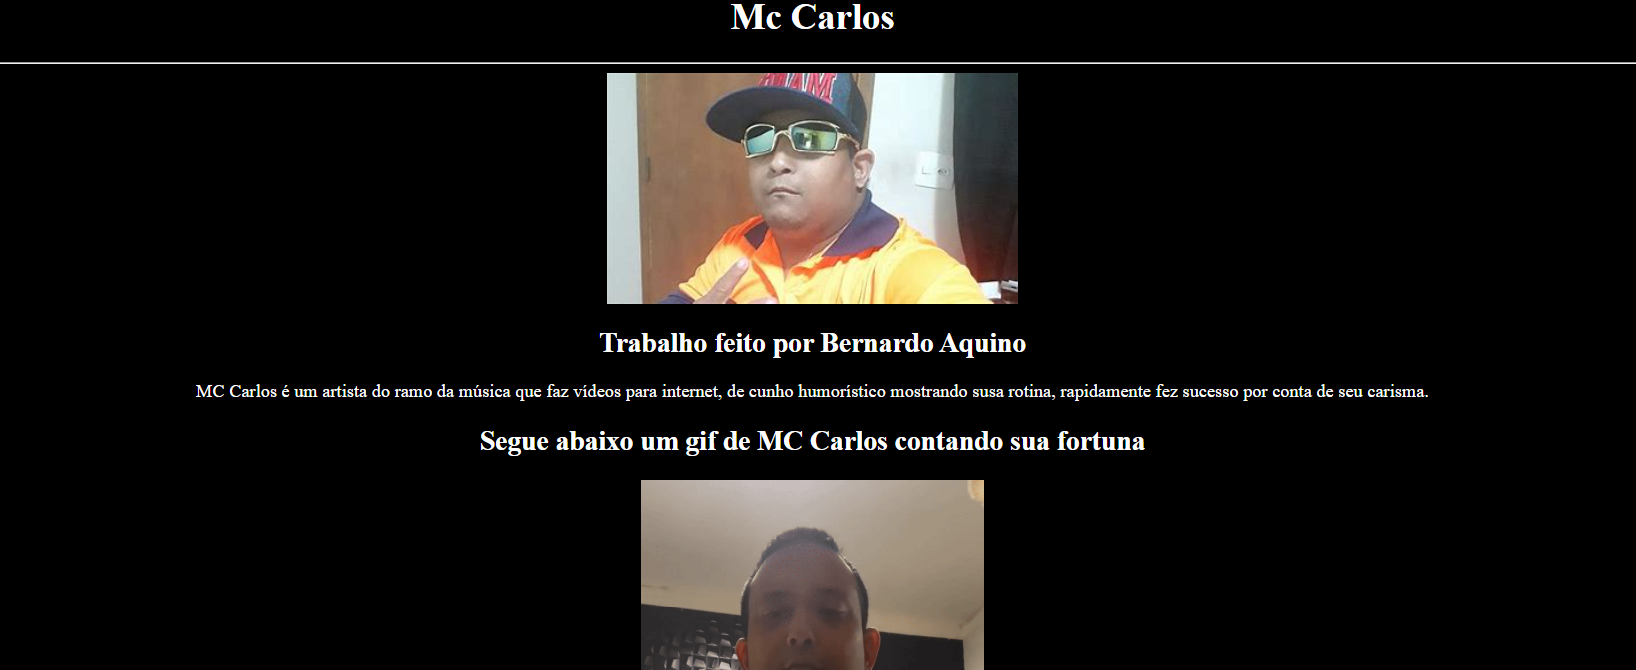 Mc Carlos
Trabalho feito por Bernardo Aquino
MC Carlos é um artista do ramo da música que faz vídeos para internet, de cunho humorístico mostrando susa rotina, rapidamente fez sucesso por conta de seu carisma.
Segue abaixo um gif de MC Carlos contando sua fortuna